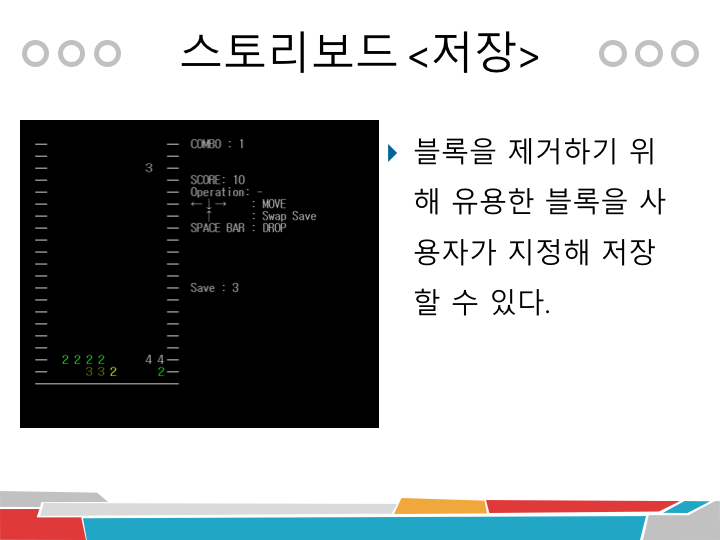 스토리보드 <저장>
COMBO : 1
3
SCORE: 10
Operation: -
←↓→ : MOVE
↑ : Swap Save
SPACE BAR : DROP
Save : 3
2 2 2 2 4 4
3 3 2 2
블록을 제거하기 위
해 유용한 블록을 사
용자가 지정해 저장
할 수 있다.